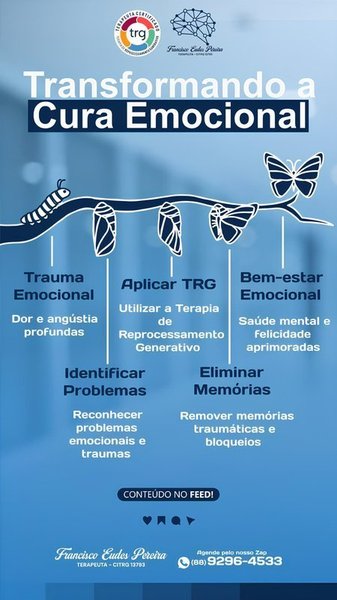 TERAPEUTA CERTIFICADO
trg
Francisco Eudes Pereira
TERAPEUTA - CITRG 13793
Transformando a
Cura Emocional
Trauma
Emocional
Dor e angústia
profundas
Aplicar TRG
Utilizar a Terapia
de
Reprocessamento
Generativo
Bem-estar
Emocional
Saúde mental e
felicidade
aprimoradas
Identificar
Problemas
Reconhecer
problemas
emocionais e
traumas
Eliminar
Memórias
Remover memórias
traumáticas e
bloqueios
CONTEÚDO NO FEED!
Francisco Eudes Pereira
TERAPEUTA - CITRG 13793
Agende pelo nosso Zap
(88) 9296-4533